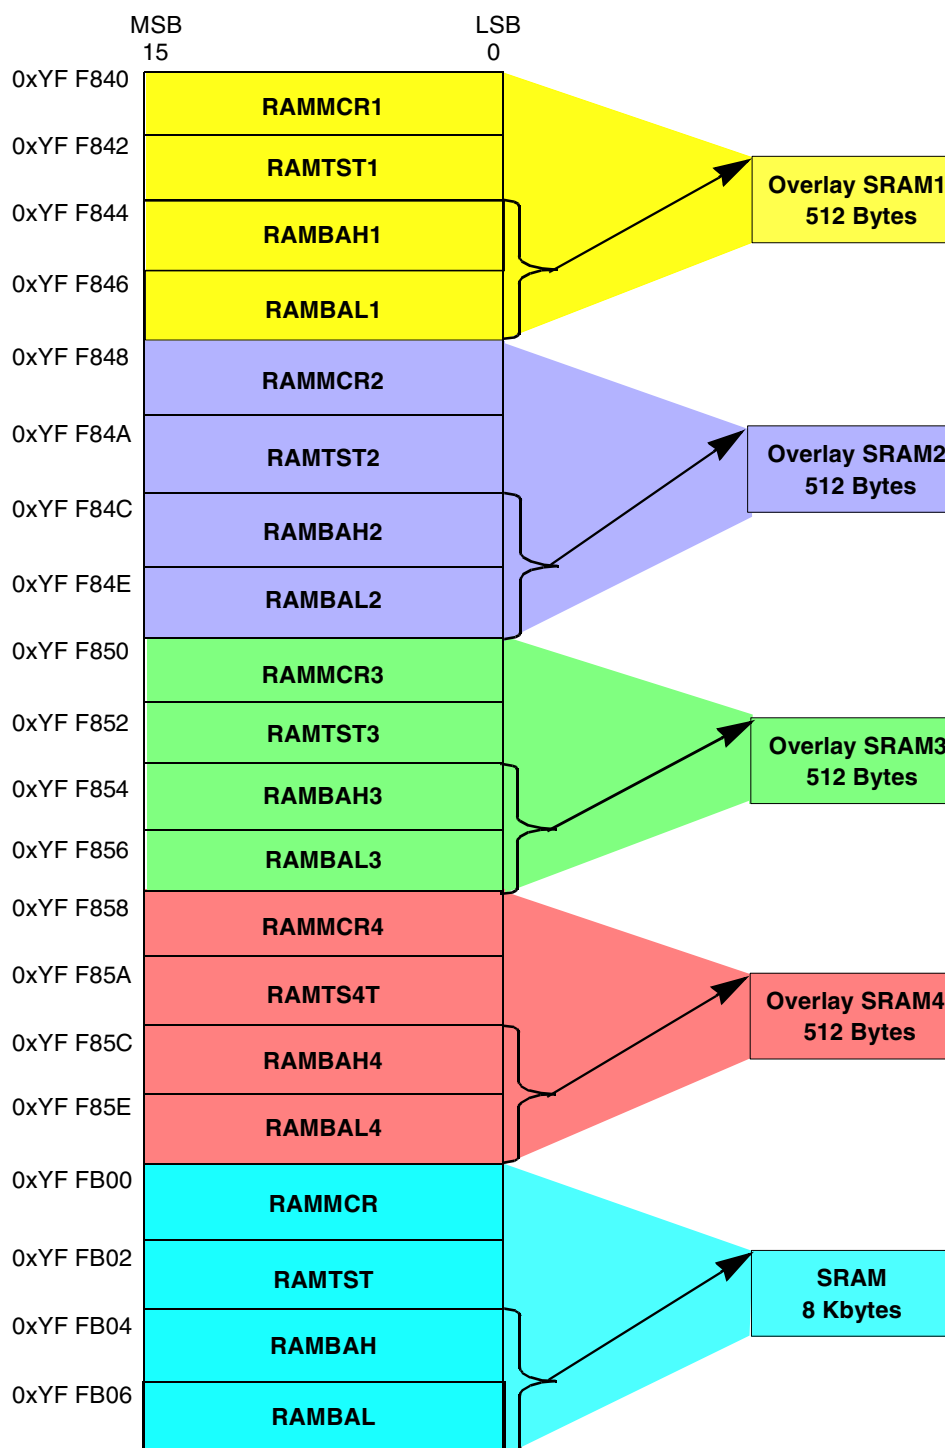 MSB LSB
15 0
0xYF F840
RAMMCR1
0xYF F842
RAMTST1
Overlay SRAM1
512 Bytes
0xYF F844
RAMBAH1
0xYF F846
RAMBAL1
0xYF F848
RAMMCR2
0xYF F84A
RAMTST2
Overlay SRAM2
512 Bytes
0xYF F84C
RAMBAH2
0xYF F84E
RAMBAL2
0xYF F850
RAMMCR3
0xYF F852
RAMTST3
Overlay SRAM3
512 Bytes
0xYF F854
RAMBAH3
0xYF F856
RAMBAL3
0xYF F858
RAMMCR4
0xYF F85A
RAMTS4T
Overlay SRAM4
512 Bytes
0xYF F85C
RAMBAH4
0xYF F85E
RAMBAL4
0xYF FB00
RAMMCR
0xYF FB02
RAMTST
SRAM
8 Kbytes
0xYF FB04
RAMBAH
0xYF FB06
RAMBAL